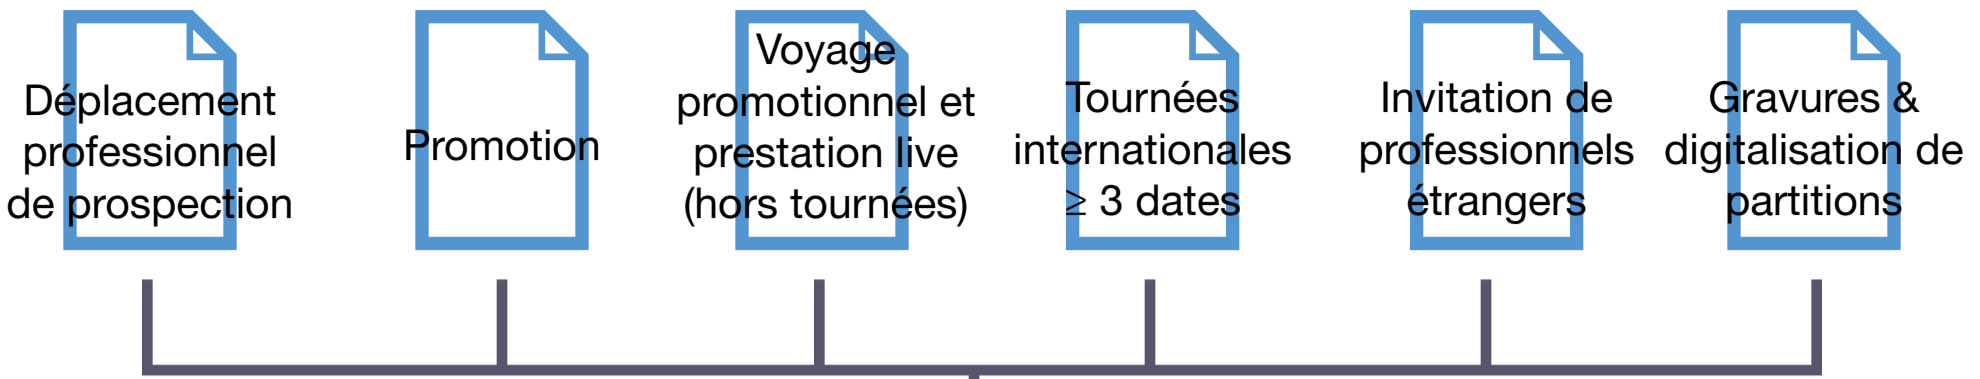 Déplacement
professionnel
de prospection
Promotion
Voyage
promotionnel et
prestation live
(hors tournées)
Tournées
internationales
≥ 3 dates
Invitation de
professionnels
étrangers
Gravures &
digitalisation de
partitions